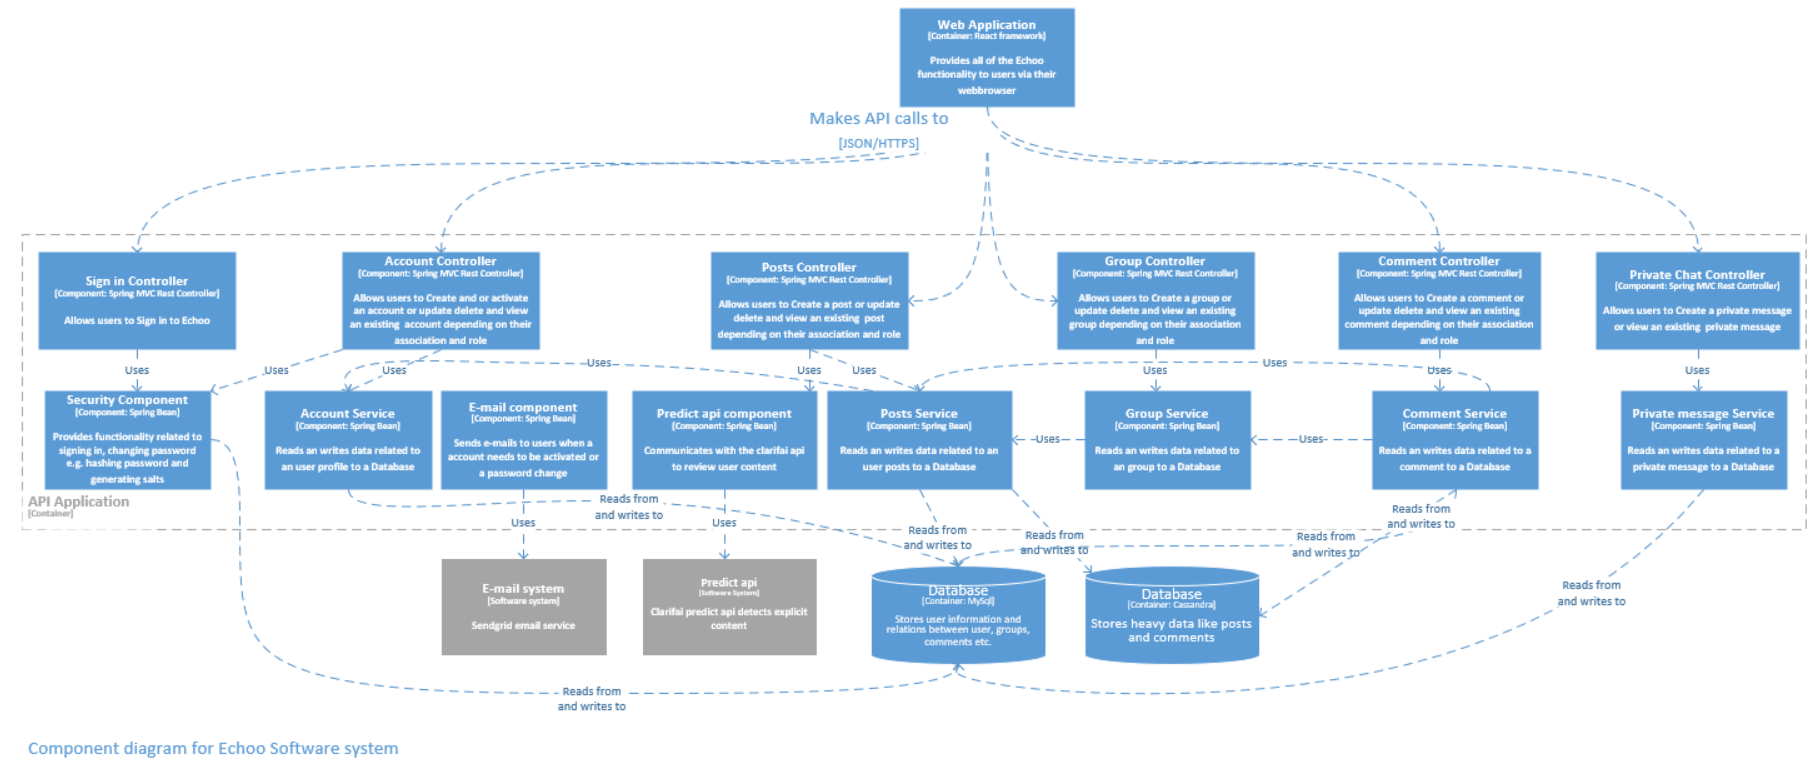 Web Application
[Container: React framework]
Provides all of the Echoo
functionality to users via their
webbrowser
Makes API calls to
[JSON/HTTPS]
Sign in Controller
[Component: Spring MVC Rest Controller]
Allows users to Sign in to Echoo
Account Controller
[Component: Spring MVC Rest Controller]
Allows users to Create and or activate
an account or update delete and view
an existing account depending on their
association and role
Posts Controller
[Component: Spring MVC Rest Controller]
Allows users to Create a post or update
delete and view an existing post
depending on their association and role
Group Controller
[Component: Spring MVC Rest Controller]
Allows users to Create a group or
update delete and view an existing
group depending on their association
and role
Comment Controller
[Component: Spring MVC Rest Controller]
Allows users to Create a comment or
update delete and view an existing
comment depending on their association
and role
Private Chat Controller
[Component: Spring MVC Rest Controller]
Allows users to Create a private message
or view an existing private message
Uses
Uses
Uses
Uses
Uses
Uses
Uses
Uses
Uses
Uses
Security Component
[Component: Spring Bean]
Provides functionality related to
signing in, changing password
e.g. hashing password and
generating salts
Account Service
[Component: Spring Bean]
Reads an writes data related to
an user profile to a Database
E-mail component
[Component: Spring Bean]
Sends e-mails to users when a
account needs to be activated or
a password change
Predict api component
[Component: Spring Bean]
Communicates with the clarifai api
to review user content
Posts Service
[Component: Spring Bean]
Reads an writes data related to an
user posts to a Database
Uses
Group Service
[Component: Spring Bean]
Reads an writes data related to
an group to a Database
Uses
Comment Service
[Component: Spring Bean]
Reads an writes data related to a
comment to a Database
Private message Service
[Component: Spring Bean]
Reads an writes data related to a
private message to a Database
API Application
[Container]
Reads from
and writes to
Uses
Uses
Reads from
and writes to
Reads from
and writes to
Reads from
and writes to
Reads from
and writes to
E-mail system
[Software system]
Sendgrid email service
Predict api
[Software System]
Clarifai predict api detects explicit
content
Database
[Container: MySql]
Stores user information and
relations between user, groups,
comments etc.
Database
[Container: Cassandra]
Stores heavy data like posts
and comments
Reads from
and writes to
Reads from
and writes to
Component diagram for Echoo Software system